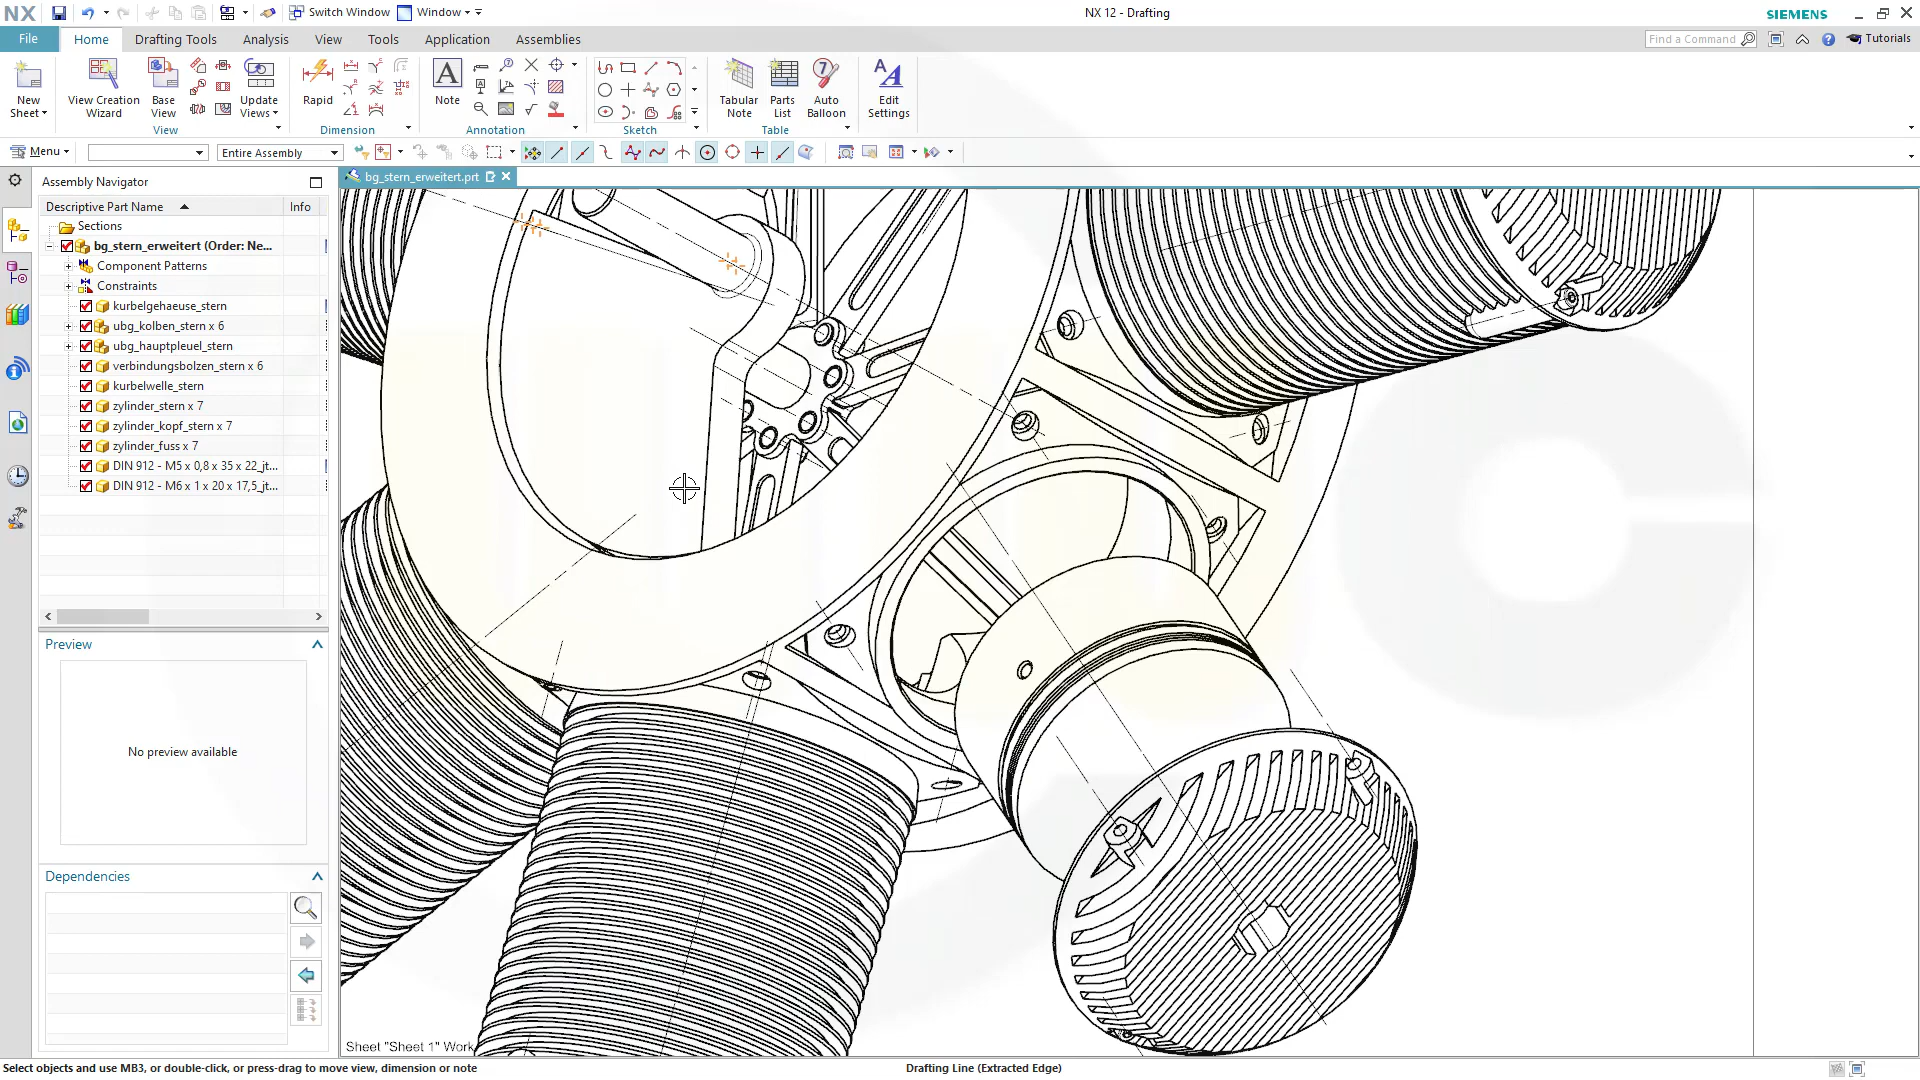 NX
Switch Window
Window
NX 12 - Drafting
SIEMENS
File
Home
Drafting Tools
Analysis
View
Tools
Application
Assemblies
Find a Command
Tutorials
New
Sheet
View Creation
Wizard
Base
View
Update
Views
View
Rapid
Dimension
A
Note
Annotation
Sketch
Tabular
Note
Parts
List
Auto
Balloon
Table
Edit
Settings
Menu
Entire Assembly
Assembly Navigator
bg_stern_erweitert.prt
Descriptive Part Name
Info
Sections
bg_stern_erweitert (Order: Ne...
Component Patterns
Constraints
kurbelgehaeuse_stern
ubg_kolben_stern x 6
ubg_hauptpleuel_stern
verbindungsbolzen_stern x 6
kurbelwelle_stern
zylinder_stern x 7
zylinder_kopf_stern x 7
zylinder_fuss x 7
DIN 912 - M5 x 0,8 x 35 x 22_jt...
DIN 912 - M6 x 1 x 20 x 17,5_jt...
Preview
No preview available
Dependencies
Sheet "Sheet 1" Work
Select objects and use MB3, or double-click, or press-drag to move view, dimension or note
Drafting Line (Extracted Edge)